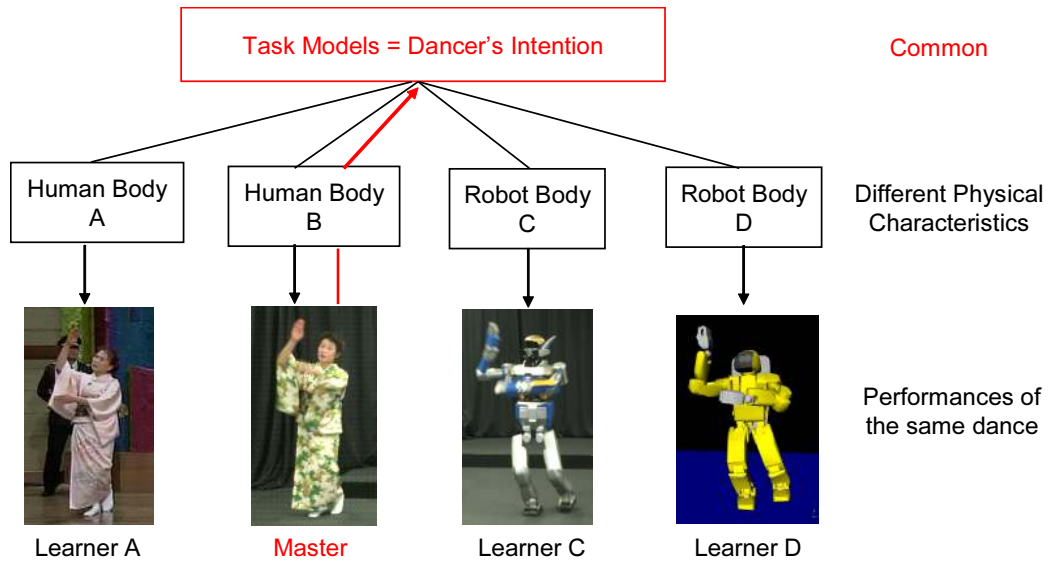 Task Models = Dancer's Intention
Common
Human Body
A
Human Body
B
Robot Body
C
Robot Body
D
Different Physical
Characteristics
Performances of
the same dance
Learner A
Master
Learner C
Learner D